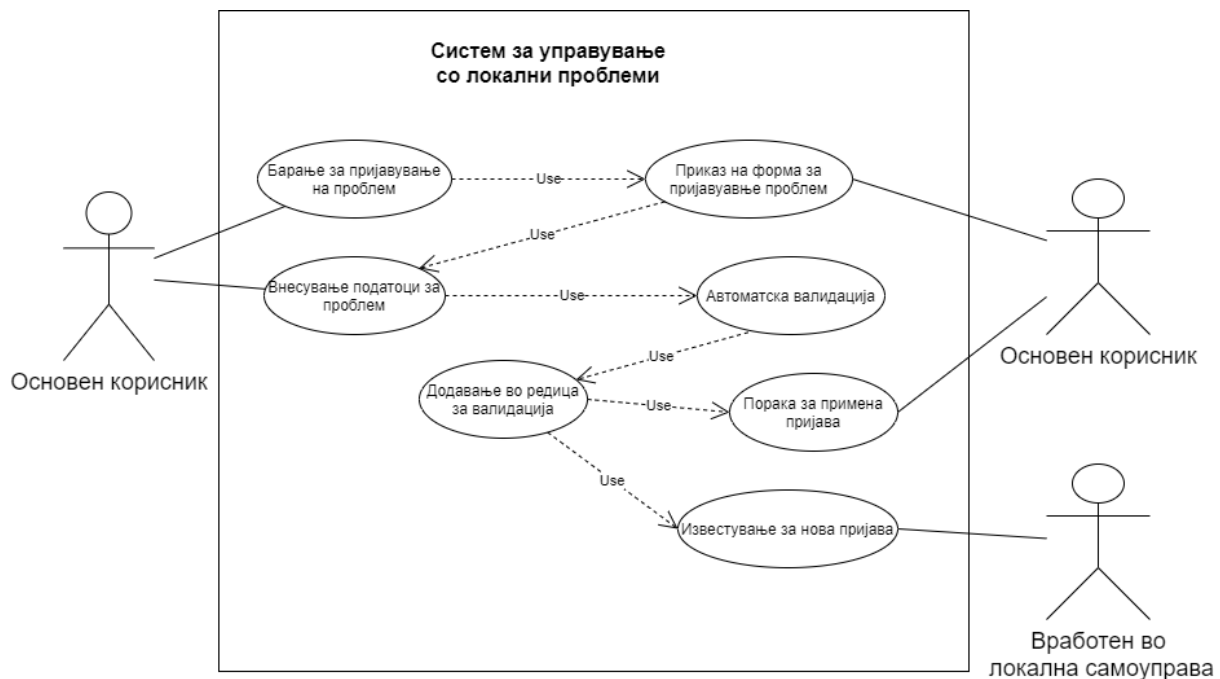 Систем за управување
со локални проблеми
Барање за пријавување
на проблем
Use
Приказ на форма за
пријавуавње проблем
Use
Внесување податоци за
проблем
Use
Автоматска валидација
Основен корисник
Основен корисник
Use
Додавање во редица
за валидација
Use
Порака за примена
пријава
Use
Известување за нова пријава
Вработен во
локална самоуправа